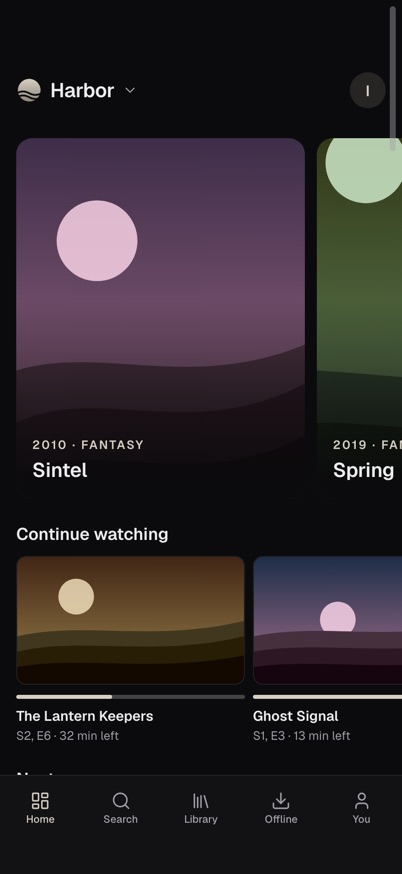 Harbor
I
2010 · FANTASY
Sintel
2019 ·
Spring
Continue watching
The Lantern Keepers
S2, E6 · 32 min left
Ghost Signal
S1, E3 · 13 min left
Home
Search
Library
Offline
You